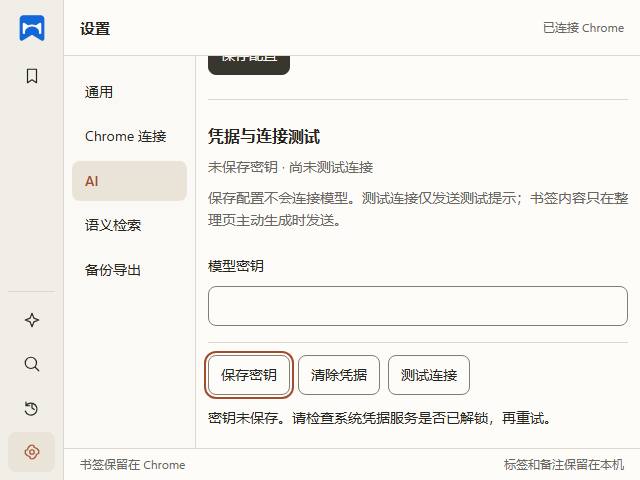 设置
已连接 Chrome
通用
Chrome 连接
AI
语义检索
备份导出
保存配置
凭据与连接测试
未保存密钥 · 尚未测试连接
保存配置不会连接模型。测试连接仅发送测试提示；书签内容只在整
理页主动生成时发送。
模型密钥
保存密钥
清除凭据
测试连接
密钥未保存。请检查系统凭据服务是否已解锁，再重试。
书签保留在 Chrome
标签和备注保留在本机